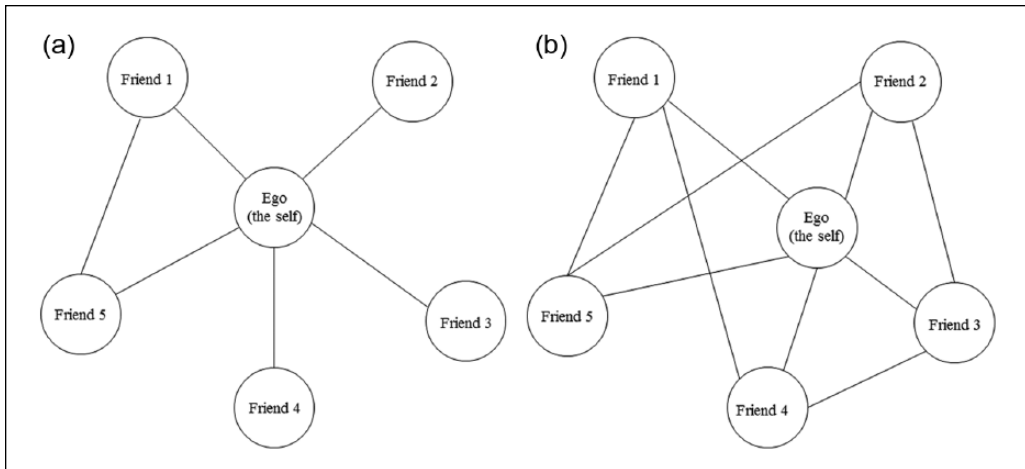 (a)
Friend 1
Friend 2
Ego
(the self)
Friend 5
Friend 3
Friend 4
(b)
Friend 1
Friend 2
Ego
(the self)
Friend 5
Friend 3
Friend 4